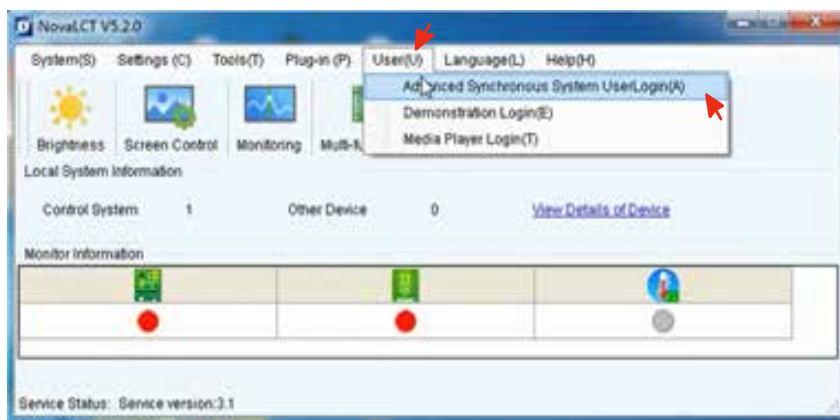 NovaLCT V5.2.0
System(S) Settings (C) Tools(T) Plug-in (P) User(U) Language(L) Help(H)
Advanced Synchronous System UserLogin(A)
Demonstration Login(E)
Media Player Login(T)
Brightness Screen Control Monitoring
Local System Information
Control System 1 Other Device 0 View Details of Device
Monitor Information
Service Status: Service version:3.1